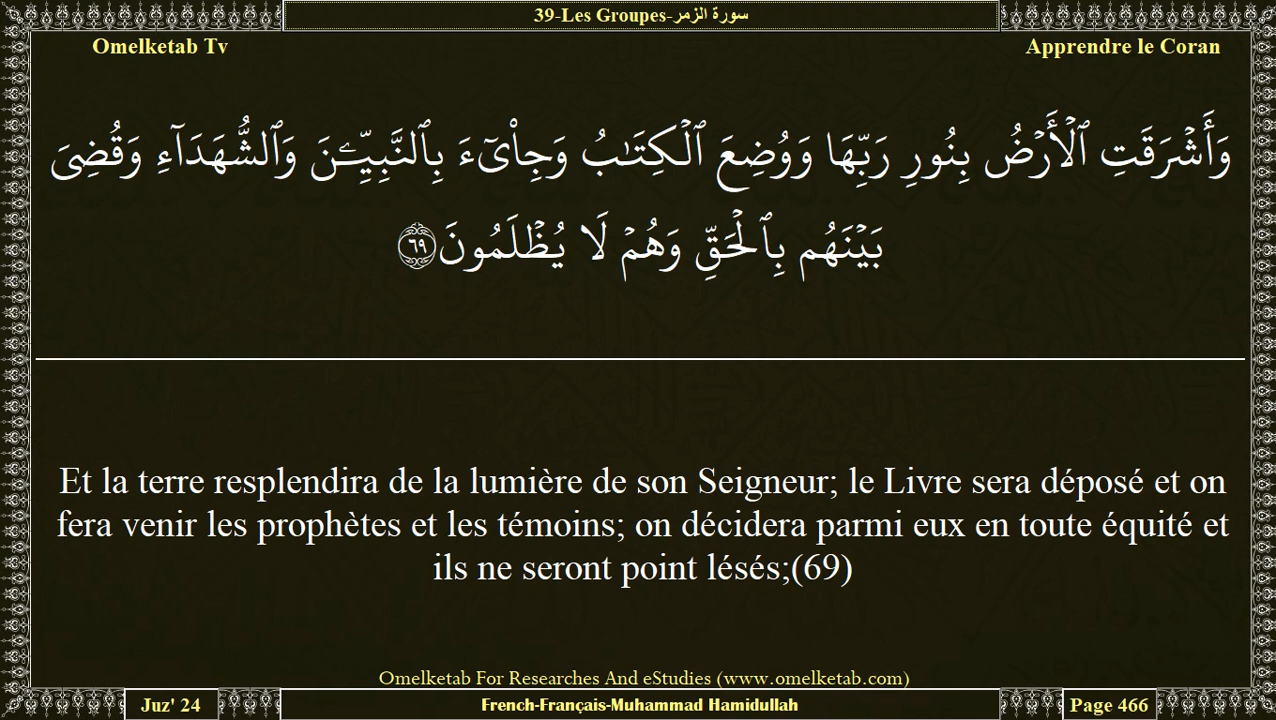 39-Les Groupes-سورة الزمر
Omelketab Tv
Apprendre le Coran
وَأَشْرَقَتِ ٱلْأَرْضُ بِنُورِ رَبِّهَا وَوُضِعَ ٱلْكِتَـٰبُ وَجِا۟ىٓءَ بِٱلنَّبِيِّـۧنَ وَٱلشُّهَدَآءِ وَقُضِىَ
بَيْنَهُم بِٱلْحَقِّ وَهُمْ لَا يُظْلَمُونَ ٦٩
Et la terre resplendira de la lumière de son Seigneur; le Livre sera déposé et on
fera venir les prophètes et les témoins; on décidera parmi eux en toute équité et
ils ne seront point lésés;(69)
Omelketab For Researches And eStudies (www.omelketab.com)
Juz' 24
French-Français-Muhammad Hamidullah
Page 466